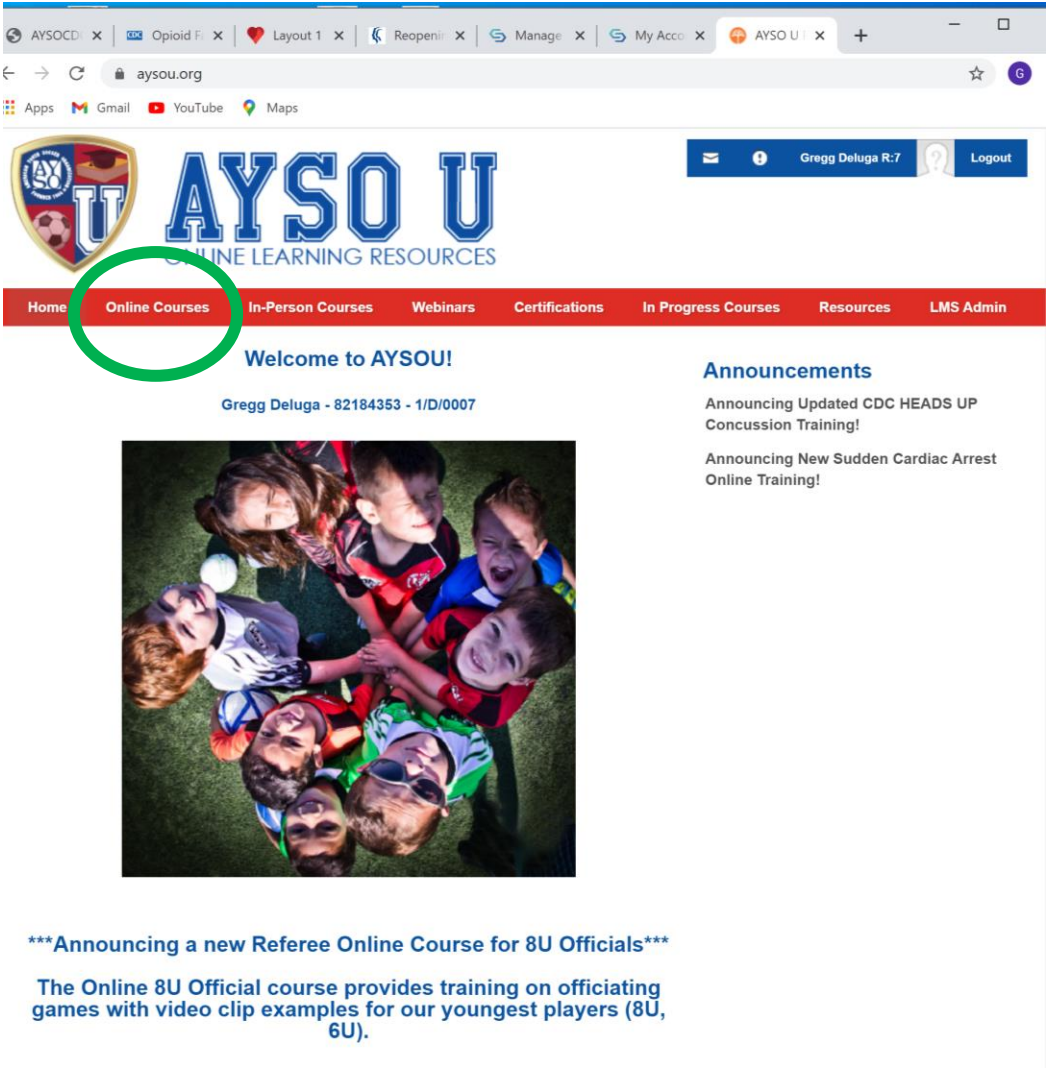 AYSOCD
CDC Opioid F
Layout 1
Reopenin
Manage
My Acco
AYSO U
aysou.org
G
Apps
Gmail
YouTube
Maps
AYSO
U
AYSO U
ONLINE LEARNING RESOURCES
Gregg Deluga R:7
Logout
Home
Online Courses
In-Person Courses
Webinars
Certifications
In Progress Courses
Resources
LMS Admin
Welcome to AYSOU!
Gregg Deluga - 82184353 - 1/D/0007
Announcements
Announcing Updated CDC HEADS UP
Concussion Training!
Announcing New Sudden Cardiac Arrest
Online Training!
***Announcing a new Referee Online Course for 8U Officials***
The Online 8U Official course provides training on officiating
games with video clip examples for our youngest players (8U,
6U).